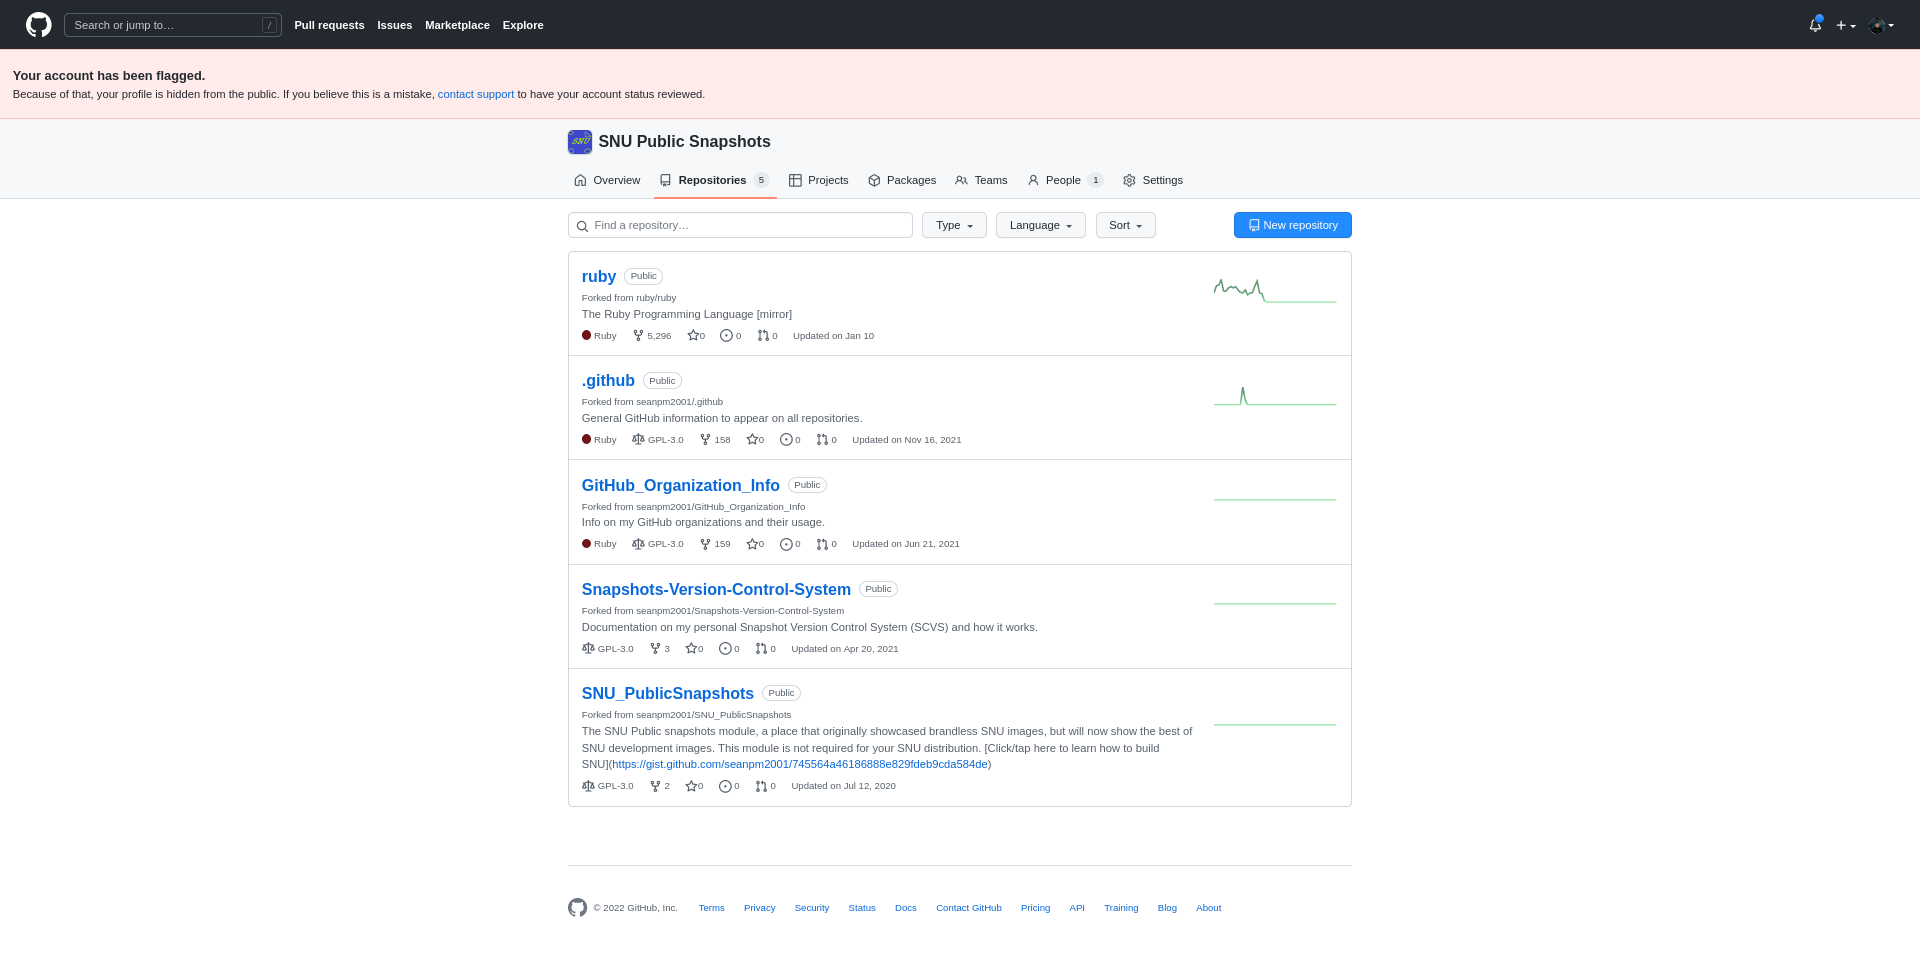 Search or jump to… /
Pull requests Issues Marketplace Explore
Your account has been flagged.
Because of that, your profile is hidden from the public. If you believe this is a mistake, contact support to have your account status reviewed.
SNU SNU Public Snapshots
Overview Repositories 5 Projects Packages Teams People 1 Settings
Find a repository… Type Language Sort New repository
ruby Public
Forked from ruby/ruby
The Ruby Programming Language [mirror]
Ruby 5,296 0 0 0 Updated on Jan 10
.github Public
Forked from seanpm2001/.github
General GitHub information to appear on all repositories.
Ruby GPL-3.0 158 0 0 0 Updated on Nov 16, 2021
GitHub_Organization_Info Public
Forked from seanpm2001/GitHub_Organization_Info
Info on my GitHub organizations and their usage.
Ruby GPL-3.0 159 0 0 0 Updated on Jun 21, 2021
Snapshots-Version-Control-System Public
Forked from seanpm2001/Snapshots-Version-Control-System
Documentation on my personal Snapshot Version Control System (SCVS) and how it works.
GPL-3.0 3 0 0 0 Updated on Apr 20, 2021
SNU_PublicSnapshots Public
Forked from seanpm2001/SNU_PublicSnapshots
The SNU Public snapshots module, a place that originally showcased brandless SNU images, but will now show the best of
SNU development images. This module is not required for your SNU distribution. [Click/tap here to learn how to build
SNU](https://gist.github.com/seanpm2001/745564a46186888e829fdeb9cda584de)
GPL-3.0 2 0 0 0 Updated on Jul 12, 2020
© 2022 GitHub, Inc. Terms Privacy Security Status Docs Contact GitHub Pricing API Training Blog About